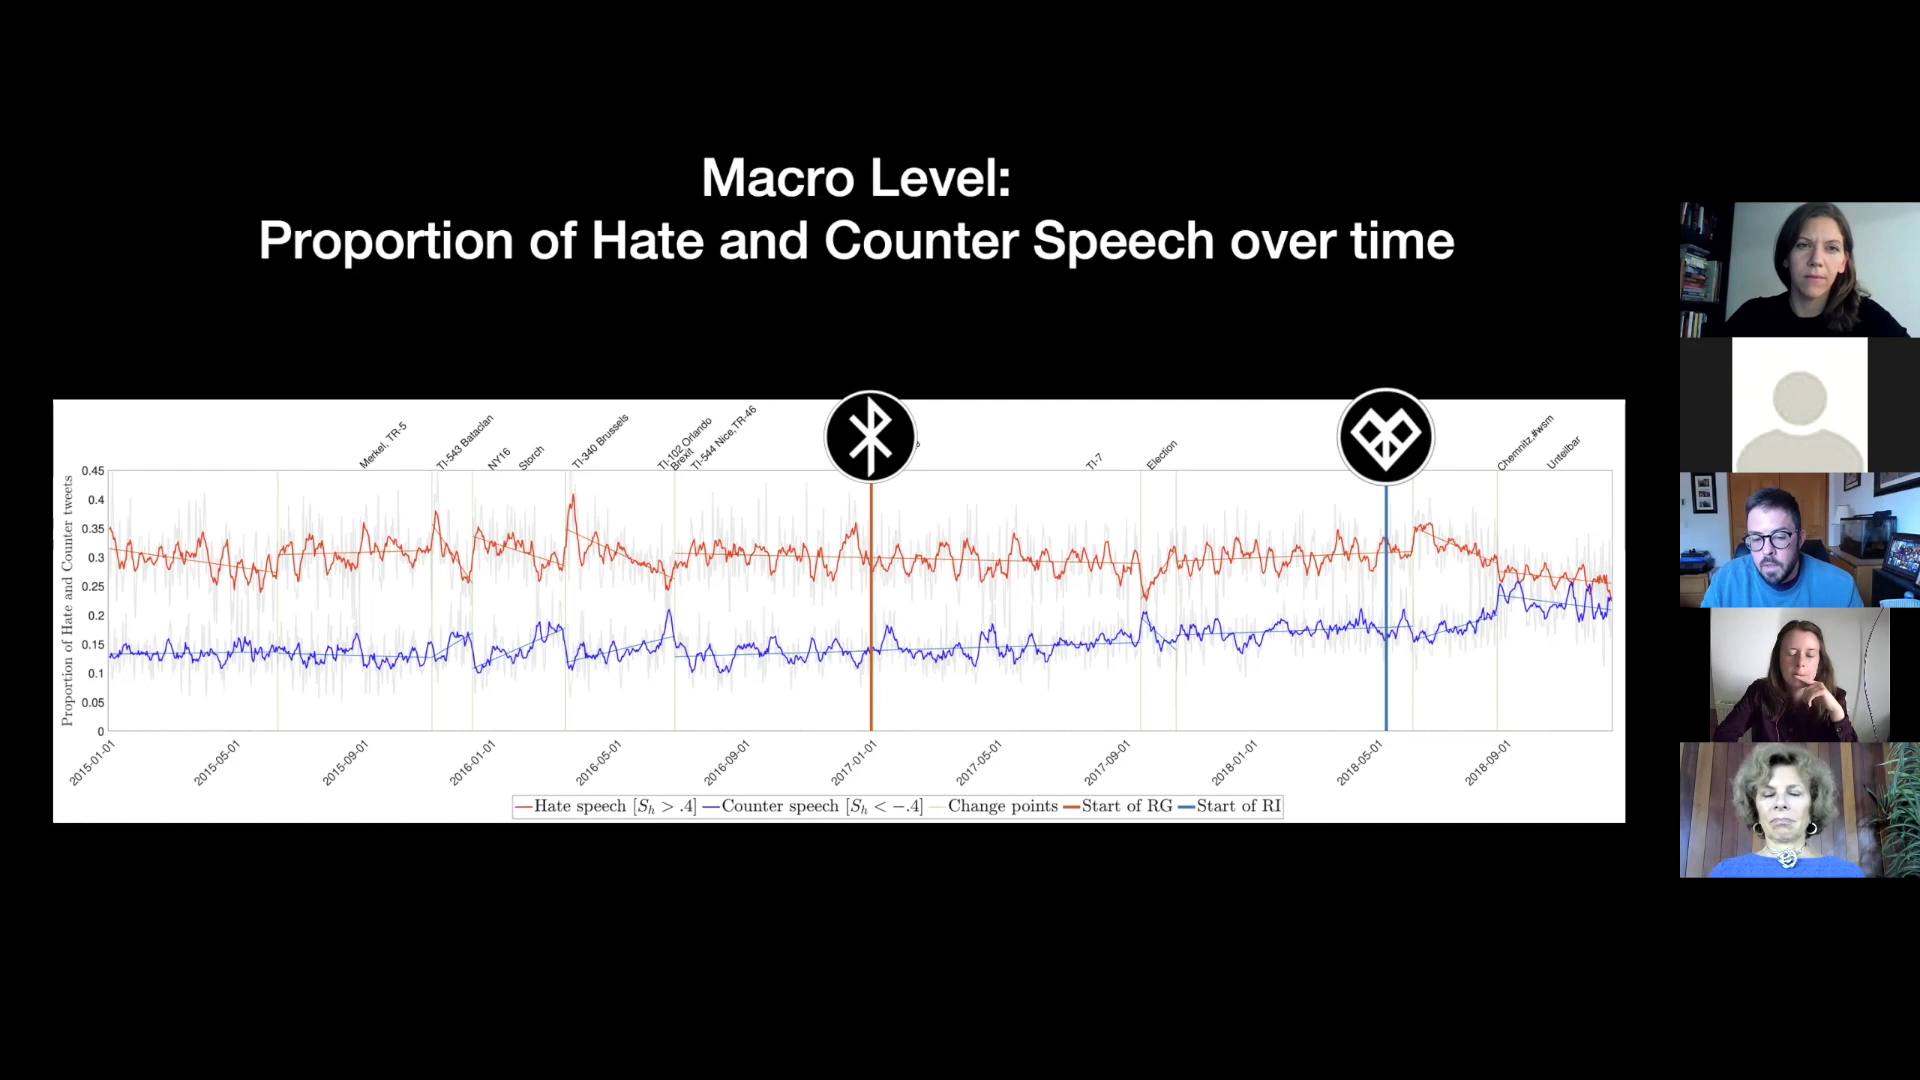 Macro Level:
Proportion of Hate and Counter Speech over time
Merkel, TR-5
TI-543 Bataclan
NY16
Storch
TI-340 Brussels
TI-102 Orlando
Brexit
TI-544 Nice,TR-46
TI-7
Election
Chemnitz,#wsm
Unteilbar
Proportion of Hate and Counter tweets
0.45
0.4
0.35
0.3
0.25
0.2
0.15
0.1
0.05
0
2015-01-01
2015-05-01
2015-09-01
2016-01-01
2016-05-01
2016-09-01
2017-01-01
2017-05-01
2017-09-01
2018-01-01
2018-05-01
2018-09-01
Hate speech [Sh > .4] Counter speech [Sh < −.4] Change points Start of RG Start of RI